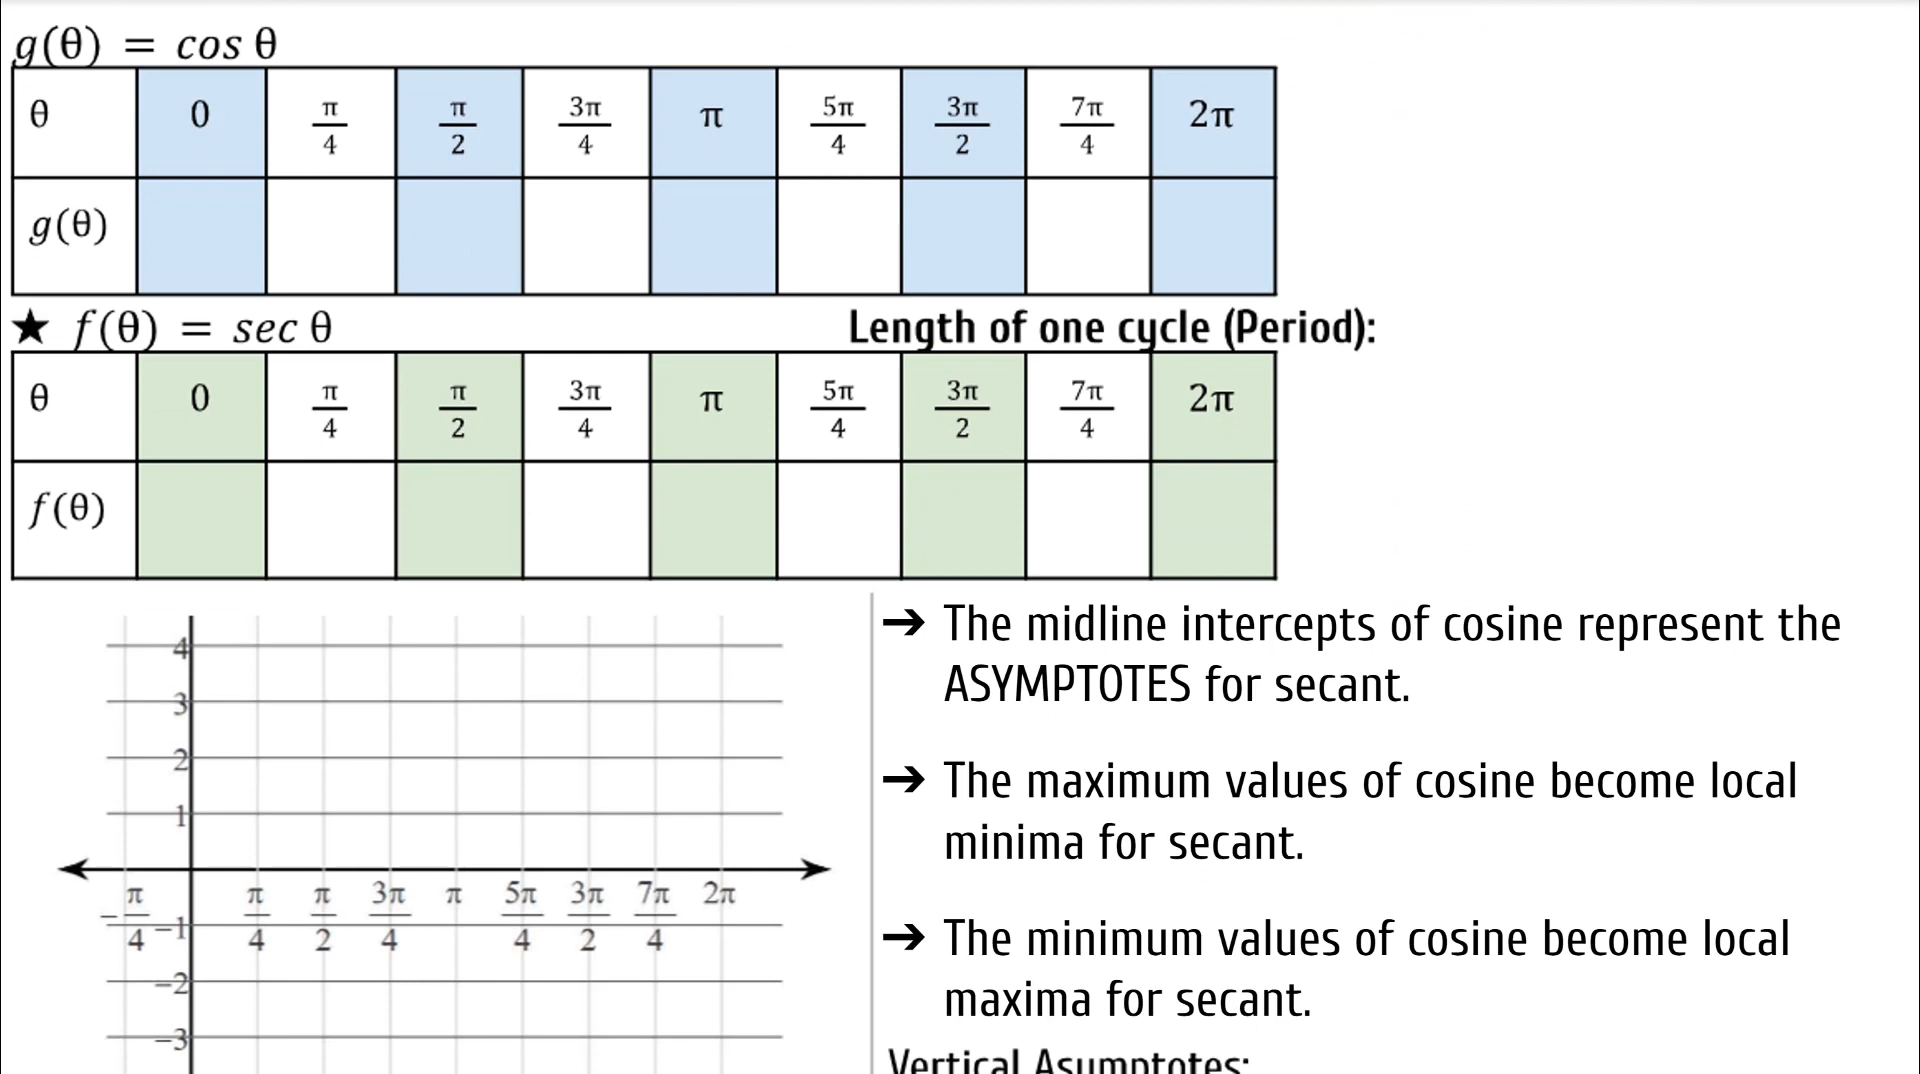 g(θ) = cos θ
θ 0 π/4 π/2 3π/4 π 5π/4 3π/2 7π/4 2π
g(θ)
★ f(θ) = sec θ Length of one cycle (Period):
θ 0 π/4 π/2 3π/4 π 5π/4 3π/2 7π/4 2π
f(θ)
4
3
2
1
-π/4 π/4 π/2 3π/4 π 5π/4 3π/2 7π/4 2π
-1
-2
-3
➔ The midline intercepts of cosine represent the
ASYMPTOTES for secant.
➔ The maximum values of cosine become local
minima for secant.
➔ The minimum values of cosine become local
maxima for secant.
Vertical Asymptotes: